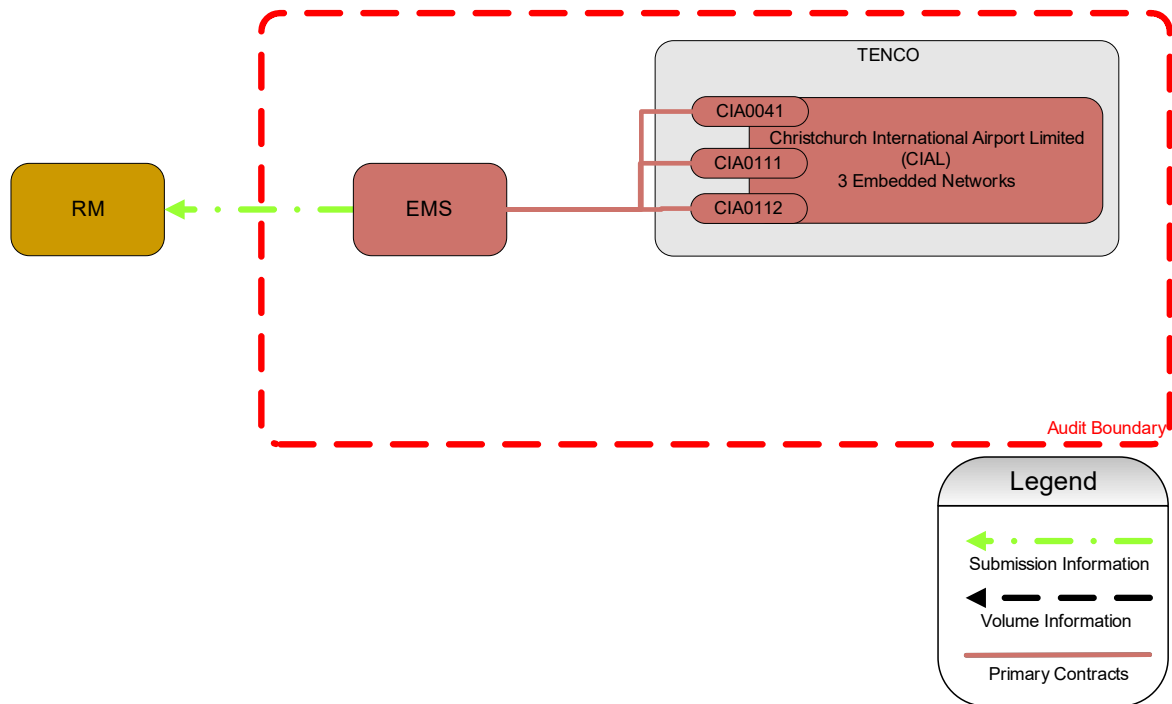 TENCO
CIA0041
Christchurch International Airport Limited
(CIAL)
3 Embedded Networks
CIA0111
CIA0112
RM
EMS
Audit Boundary
Legend
Submission Information
Volume Information
Primary Contracts